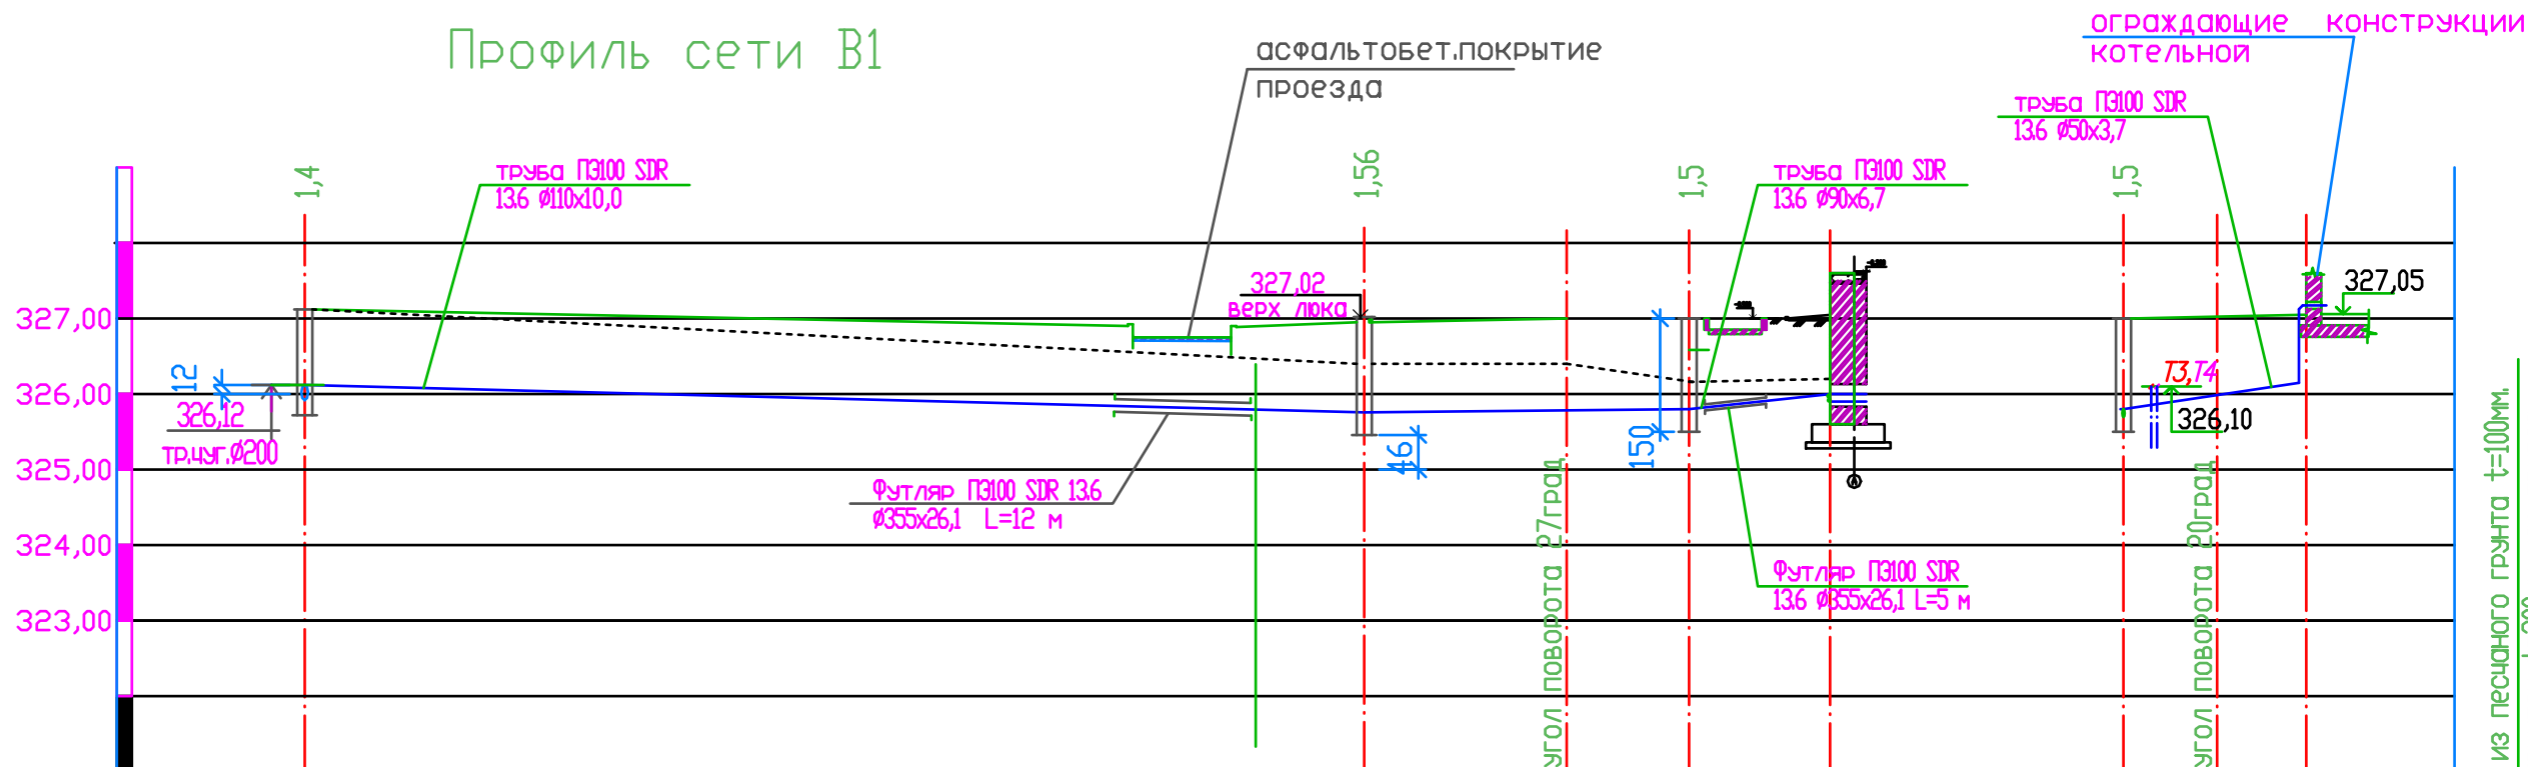 Профиль сети В1
асфальтобет.покрытие
проезда
ограждающие конструкции
котельной
труба ПЭ100 SDR
13.6 Ø50х3,7
труба ПЭ100 SDR
13.6 Ø110х10,0
труба ПЭ100 SDR
13.6 Ø90х6,7
1,4
1,56
1,5
1,5
327,02
верх люка
327,05
327,00
326,00
325,00
324,00
323,00
12
326,12
тр.чуг.Ø200
46
150
Т3,Т4
326,10
Футляр ПЭ100 SDR 13.6
Ø355х26,1 L=12 м
Футляр ПЭ100 SDR
13.6 Ø355х26,1 L=5 м
угол поворота 27град.
угол поворота 20град.
из песчаного грунта t=100мм.